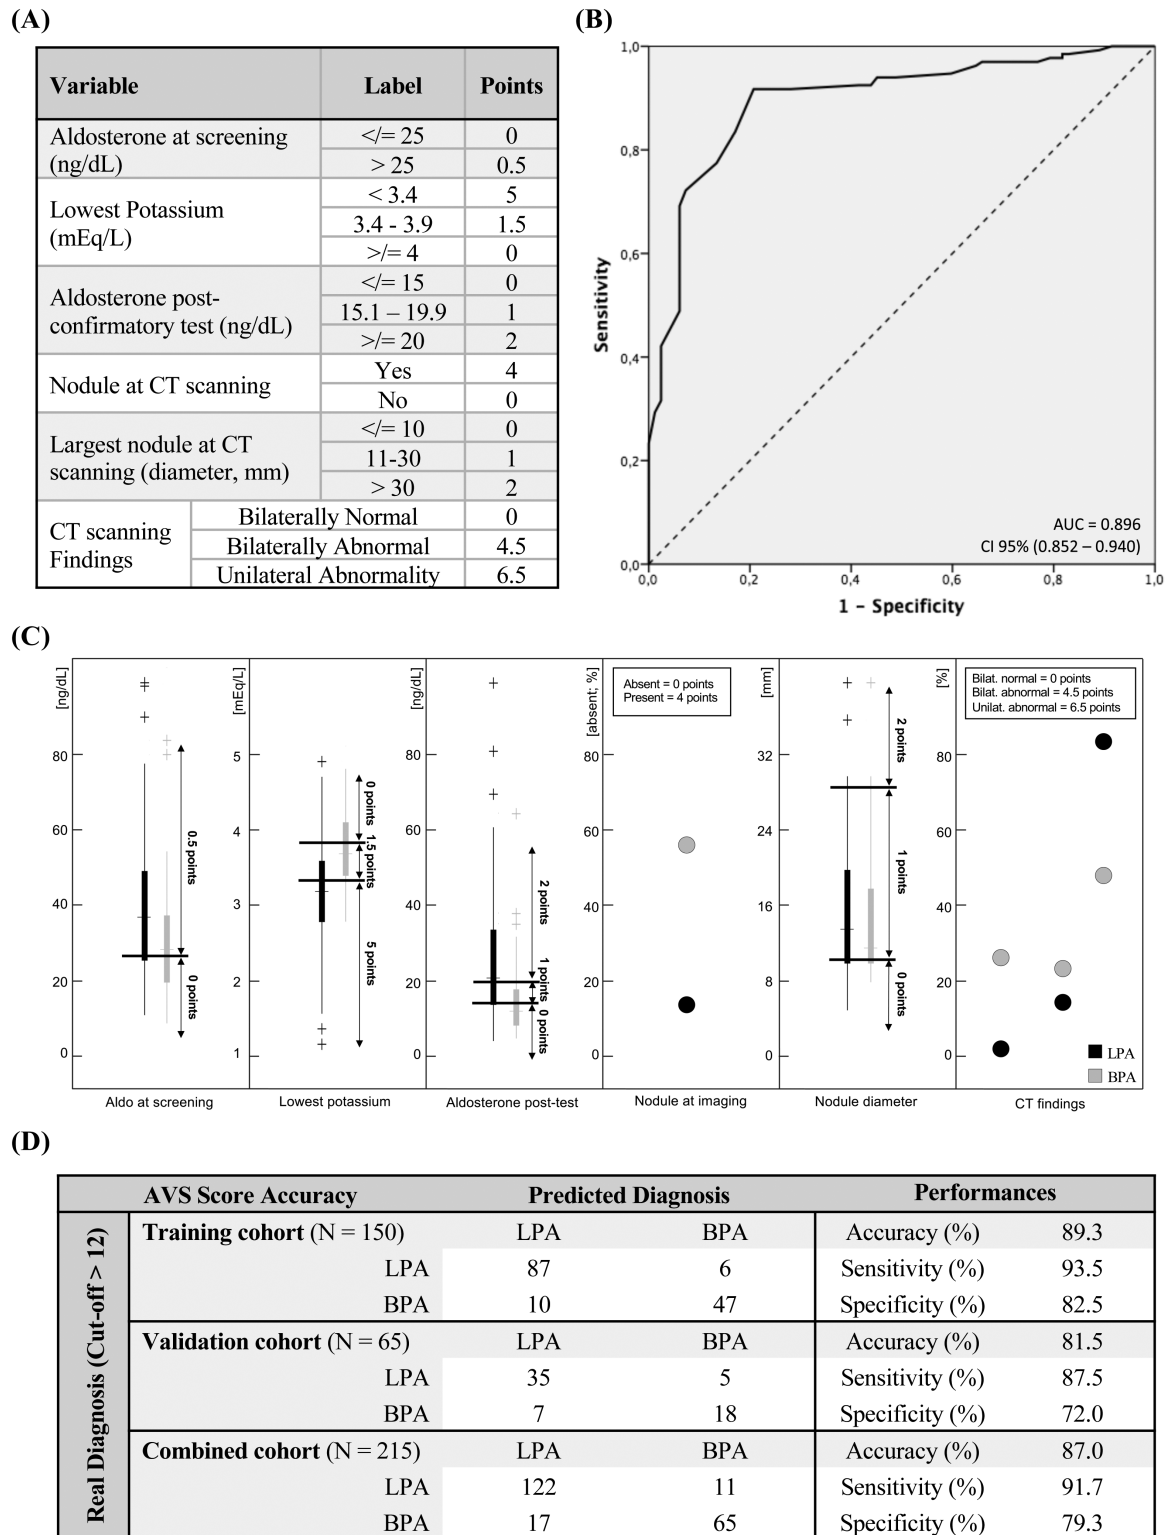 (A)
Variable Label Points
Aldosterone at screening (ng/dL)
</= 25 0
> 25 0.5
Lowest Potassium (mEq/L)
< 3.4 5
3.4 - 3.9 1.5
>/= 4 0
Aldosterone post-confirmatory test (ng/dL)
</= 15 0
15.1 – 19.9 1
>/= 20 2
Nodule at CT scanning
Yes 4
No 0
Largest nodule at CT scanning (diameter, mm)
</= 10 0
11-30 1
> 30 2
CT scanning Findings
Bilaterally Normal 0
Bilaterally Abnormal 4.5
Unilateral Abnormality 6.5
(B)
Sensitivity
1,0
0,8
0,6
0,4
0,2
0,0
0,0 0,2 0,4 0,6 0,8 1,0
1 - Specificity
AUC = 0.896
CI 95% (0.852 – 0.940)
(C)
[ng/dL]
80
60
40
20
0
0.5 points
0 points
Aldo at screening
[mEq/L]
5
4
3
2
1
0 points
1.5 points
5 points
Lowest potassium
[ng/dL]
80
60
40
20
0
2 points
1 points
0 points
Aldosterone post-test
[absent; %]
80
60
40
20
0
Absent = 0 points
Present = 4 points
Nodule at imaging
[mm]
32
24
16
8
0
2 points
1 points
0 points
Nodule diameter
[%]
80
60
40
20
0
Bilat. normal = 0 points
Bilat. abnormal = 4.5 points
Unilat. abnormal = 6.5 points
LPA
BPA
CT findings
(D)
AVS Score Accuracy Predicted Diagnosis Performances
Real Diagnosis (Cut-off > 12)
Training cohort (N = 150) LPA BPA Accuracy (%) 89.3
LPA 87 6 Sensitivity (%) 93.5
BPA 10 47 Specificity (%) 82.5
Validation cohort (N = 65) LPA BPA Accuracy (%) 81.5
LPA 35 5 Sensitivity (%) 87.5
BPA 7 18 Specificity (%) 72.0
Combined cohort (N = 215) LPA BPA Accuracy (%) 87.0
LPA 122 11 Sensitivity (%) 91.7
BPA 17 65 Specificity (%) 79.3